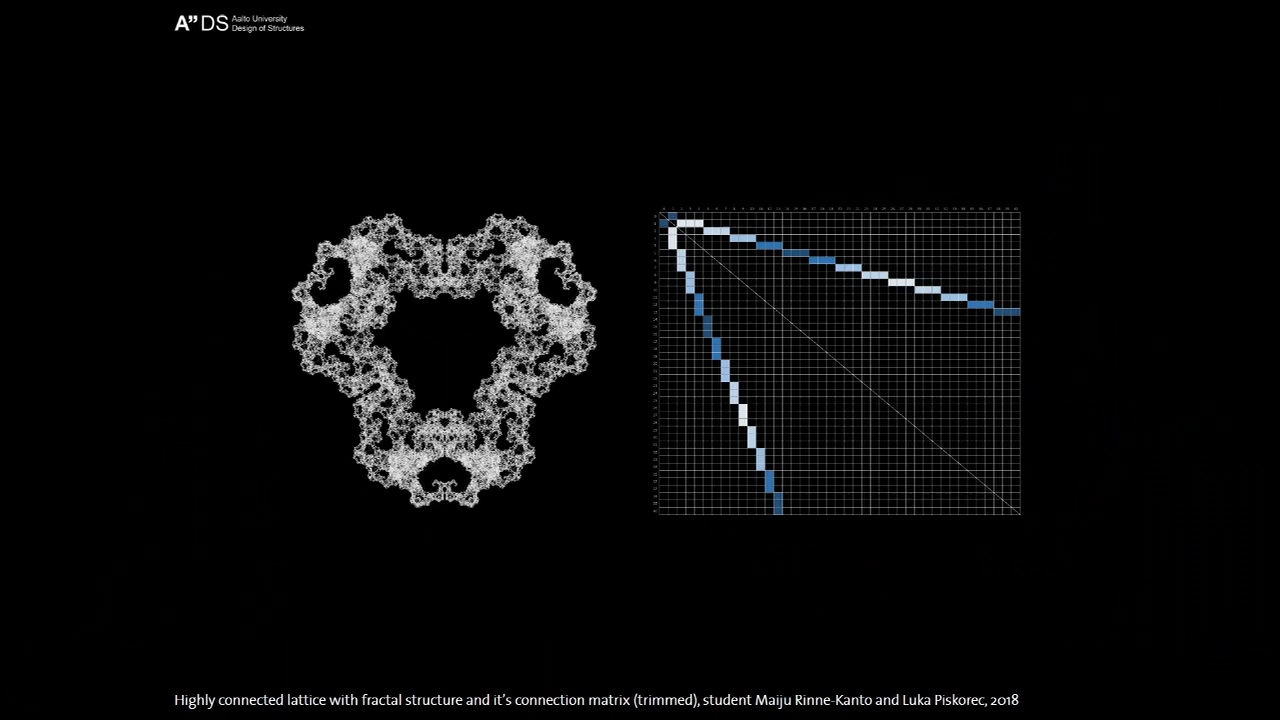 A” DS Aalto University
Design of Structures
Highly connected lattice with fractal structure and it’s connection matrix (trimmed), student Maiju Rinne-Kanto and Luka Piskorec, 2018